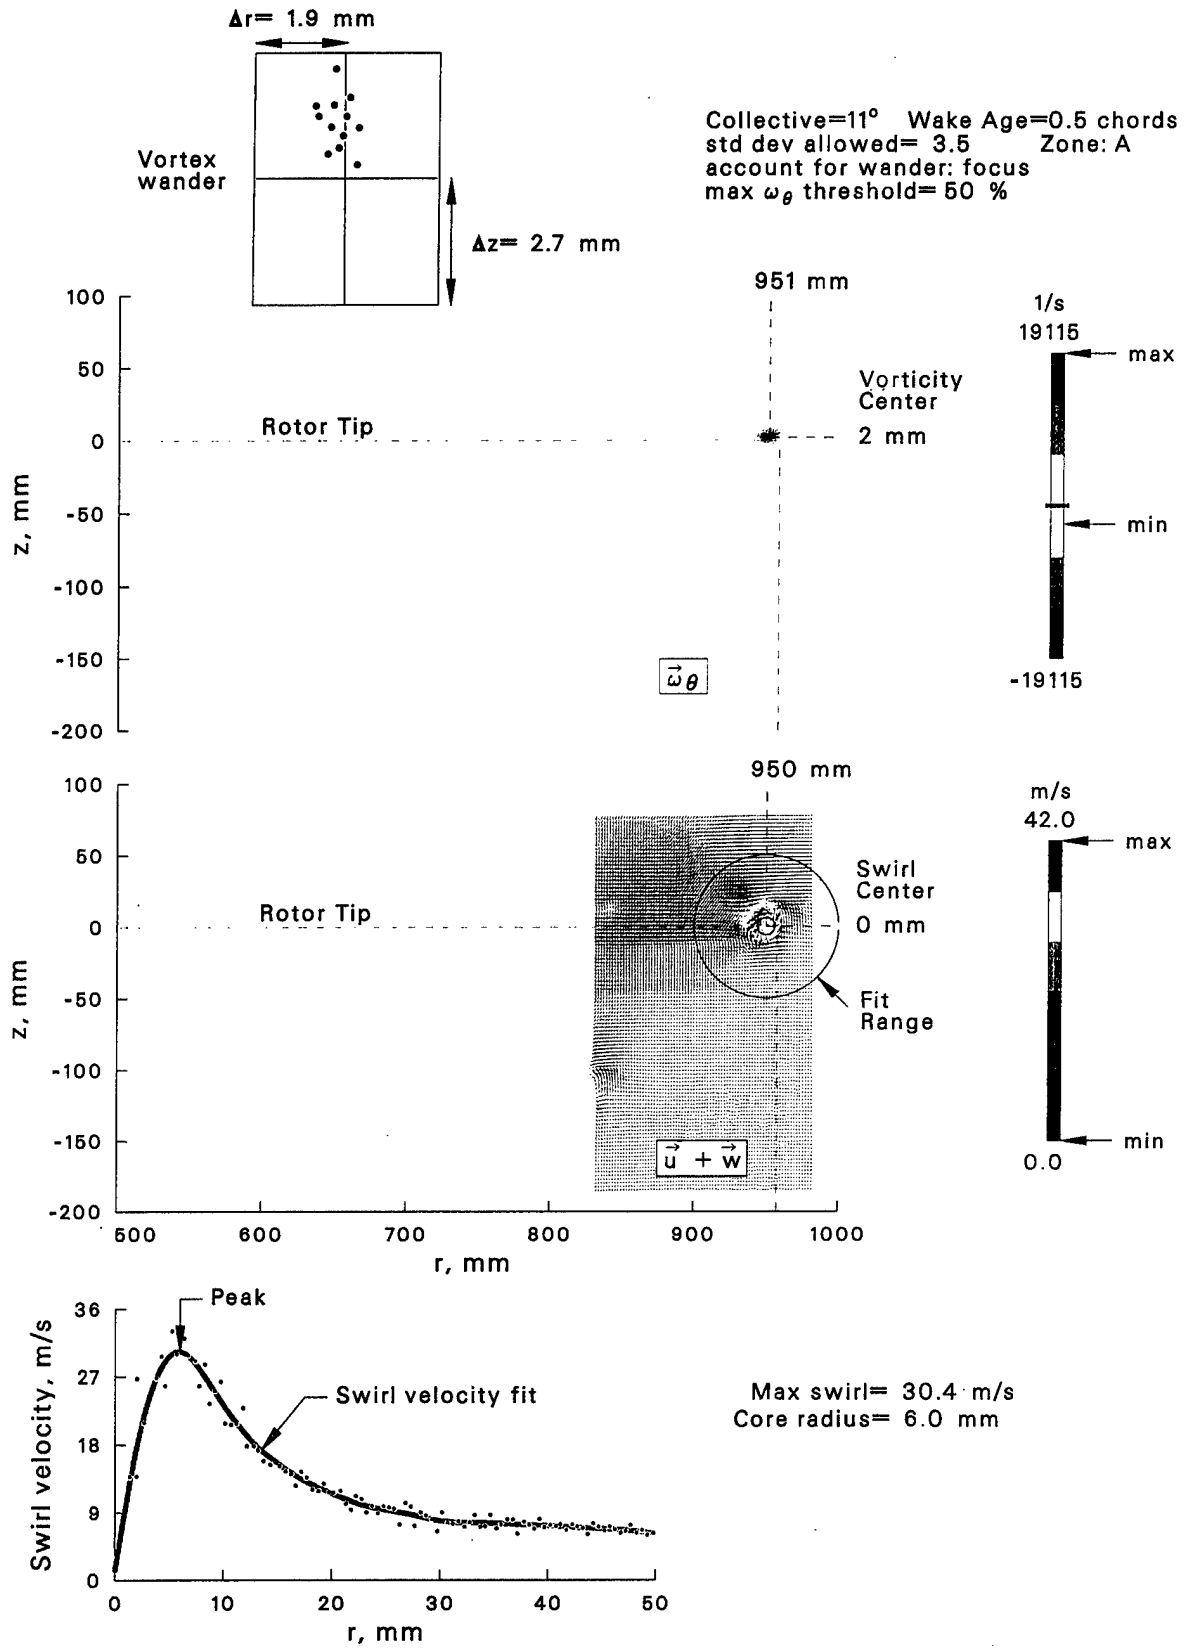 Δr= 1.9 mm
Vortex
wander
Δz= 2.7 mm
Collective=11° Wake Age=0.5 chords
std dev allowed= 3.5 Zone: A
account for wander: focus
max ωθ threshold= 50 %
951 mm
100
50
0
-50
-100
-150
-200
z, mm
Rotor Tip
Vorticity
Center
2 mm
ωθ
1/s
19115
max
min
-19115
950 mm
100
50
0
-50
-100
-150
-200
z, mm
Rotor Tip
Swirl
Center
0 mm
Fit
Range
u + w
m/s
42.0
max
min
0.0
500 600 700 800 900 1000
r, mm
36
27
18
9
0
Swirl velocity, m/s
Peak
Swirl velocity fit
Max swirl= 30.4 m/s
Core radius= 6.0 mm
0 10 20 30 40 50
r, mm